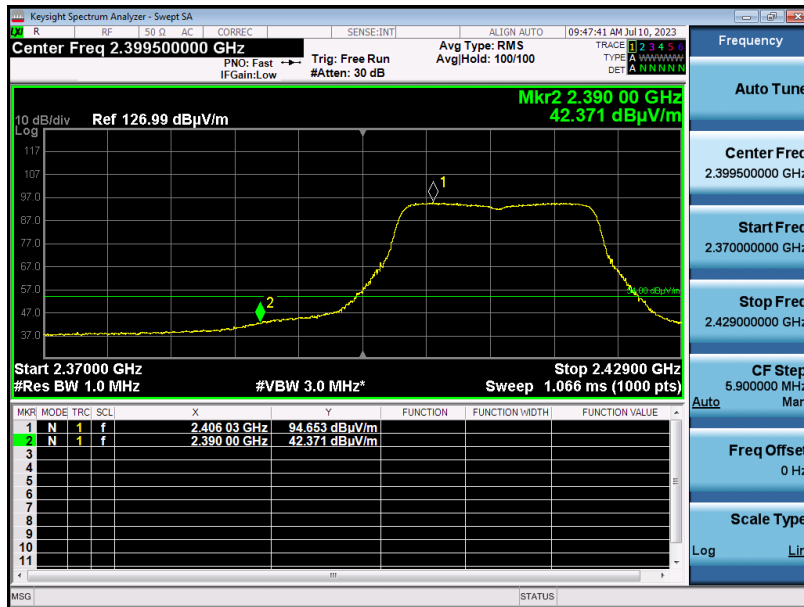 Keysight Spectrum Analyzer - Swept SA
LXI R RF 50 Ω AC CORREC SENSE:INT ALIGN AUTO 09:47:41 AM Jul 10, 2023
Center Freq 2.399500000 GHz
PNO: Fast
IFGain:Low
Trig: Free Run
#Atten: 30 dB
Avg Type: RMS
Avg|Hold: 100/100
TRACE 1 2 3 4 5 6
TYPE A WWWWW
DET A N N N N N
Mkr2 2.390 00 GHz
42.371 dBµV/m
10 dB/div Ref 126.99 dBµV/m
Log
117
107
97.0
87.0
77.0
67.0
57.0
47.0
37.0
1
2
54.00 dBµV/m
Start 2.37000 GHz Stop 2.42900 GHz
#Res BW 1.0 MHz #VBW 3.0 MHz* Sweep 1.066 ms (1000 pts)
MKR MODE TRC SCL X Y FUNCTION FUNCTION WIDTH FUNCTION VALUE
1 N 1 f 2.406 03 GHz 94.653 dBµV/m
2 N 1 f 2.390 00 GHz 42.371 dBµV/m
3
4
5
6
7
8
9
10
11
MSG STATUS
Frequency
Auto Tune
Center Freq
2.399500000 GHz
Start Freq
2.370000000 GHz
Stop Freq
2.429000000 GHz
CF Step
5.900000 MHz
Auto Man
Freq Offset
0 Hz
Scale Type
Log Lin